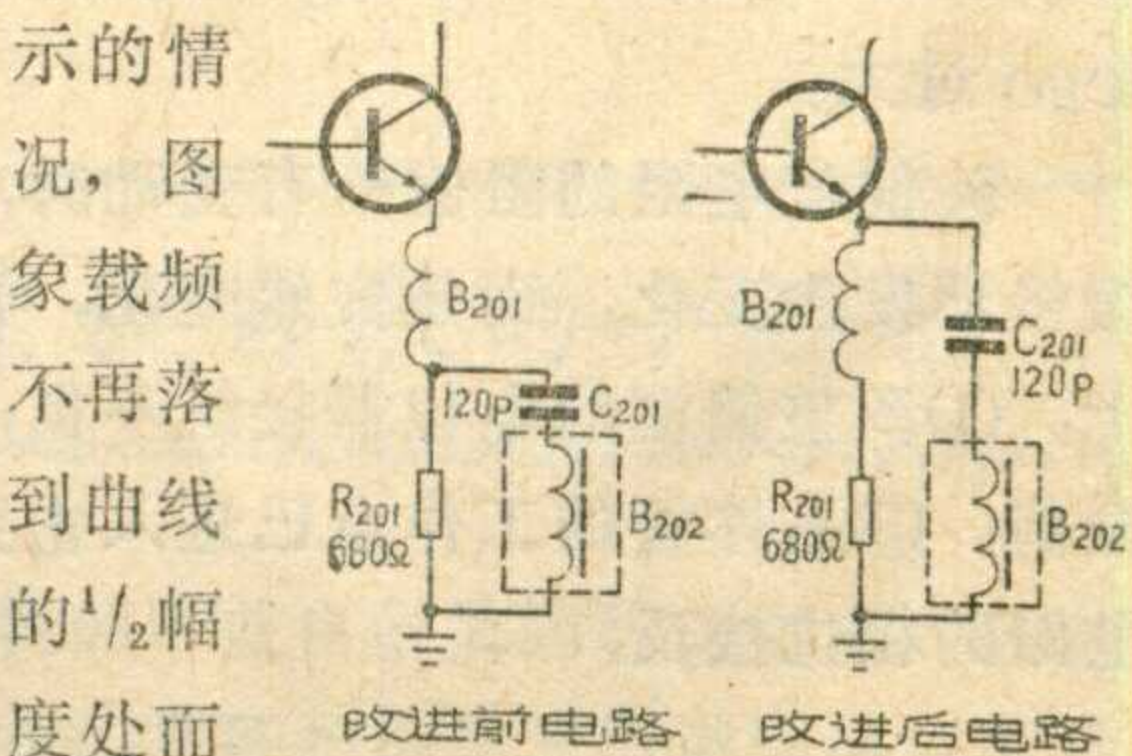 示的情
况，图
象载频
不再落
到曲线
的¹/₂幅
度处而
B₂₀₁
120p C₂₀₁
R₂₀₁
680Ω
B₂₀₂
改进前电路
B₂₀₁
C₂₀₁
120p
R₂₀₁
680Ω
B₂₀₂
改进后电路